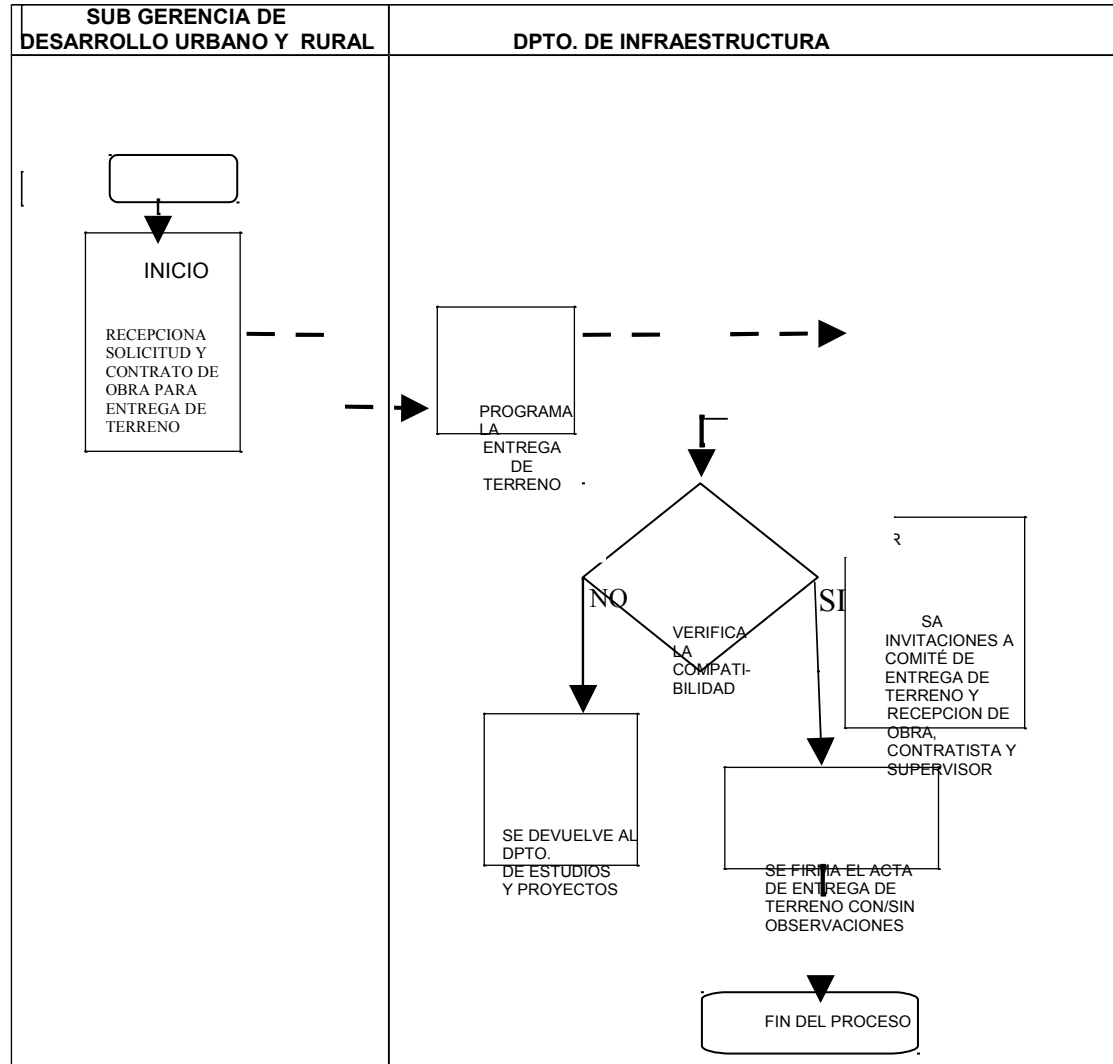 SUB GERENCIA DE
DESARROLLO URBANO Y RURAL
DPTO. DE INFRAESTRUCTURA
INICIO
RECEPCIONA
SOLICITUD Y
CONTRATO DE
OBRA PARA
ENTREGA DE
TERRENO
PROGRAMA
LA
ENTREGA
DE
TERRENO
R
SA
INVITACIONES A
COMITÉ DE
ENTREGA DE
TERRENO Y
RECEPCION DE
OBRA,
CONTRATISTA Y
SUPERVISOR
NO
SI
VERIFICA
LA
COMPATI-
BILIDAD
SE DEVUELVE AL
DPTO.
DE ESTUDIOS
Y PROYECTOS
SE FIRMA EL ACTA
DE ENTREGA DE
TERRENO CON/SIN
OBSERVACIONES
FIN DEL PROCESO